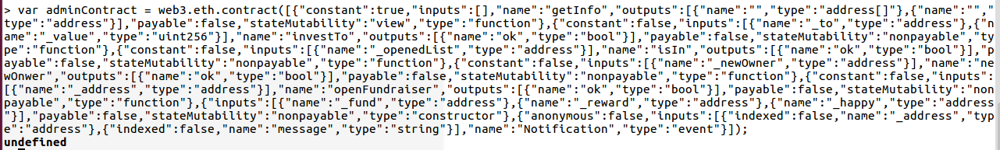 > var adminContract = web3.eth.contract([{"constant":true,"inputs":[],"name":"getInfo","outputs":[{"name":"","type":"address[]"},{"name":"","
type":"address"}],"payable":false,"stateMutability":"view","type":"function"},{"constant":false,"inputs":[{"name":"_to","type":"address"},{"n
ame":"_value","type":"uint256"}],"name":"investTo","outputs":[{"name":"ok","type":"bool"}],"payable":false,"stateMutability":"nonpayable","ty
pe":"function"},{"constant":false,"inputs":[{"name":"_openedList","type":"address"}],"name":"isIn","outputs":[{"name":"ok","type":"bool"}],"p
ayable":false,"stateMutability":"nonpayable","type":"function"},{"constant":false,"inputs":[{"name":"_newOwner","type":"address"}],"name":"ne
wOnwer","outputs":[{"name":"ok","type":"bool"}],"payable":false,"stateMutability":"nonpayable","type":"function"},{"constant":false,"inputs":
[{"name":"_address","type":"address"}],"name":"openFundraiser","outputs":[{"name":"ok","type":"bool"}],"payable":false,"stateMutability":"non
payable","type":"function"},{"inputs":[{"name":"_fund","type":"address"},{"name":"_reward","type":"address"},{"name":"_happy","type":"address
"}],"payable":false,"stateMutability":"nonpayable","type":"constructor"},{"anonymous":false,"inputs":[{"indexed":false,"name":"_address","typ
e":"address"},{"indexed":false,"name":"message","type":"string"}],"name":"Notification","type":"event"}]);
undefined